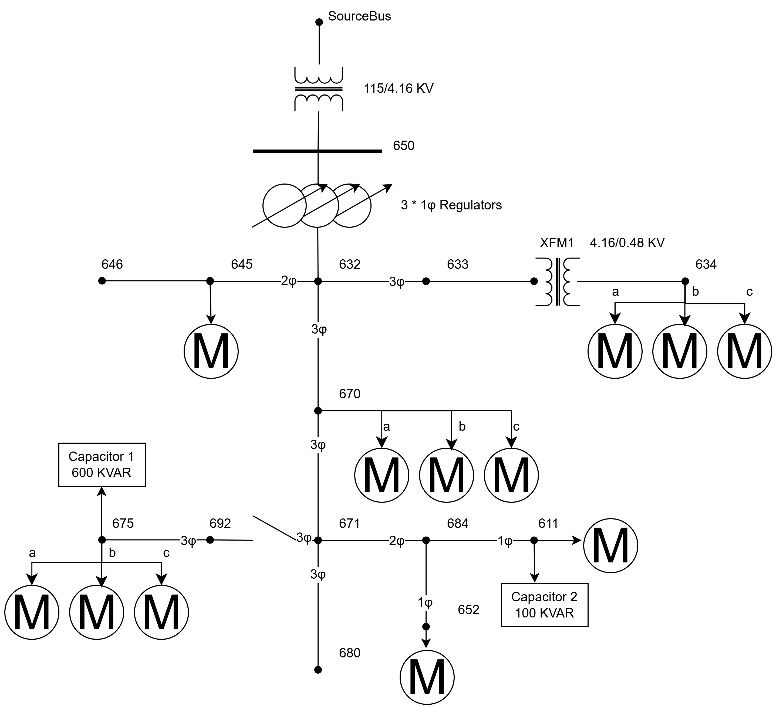 SourceBus
115/4.16 KV
650
3 * 1φ Regulators
XFM1 4.16/0.48 KV
646 645 632 633 634
2φ 3φ
a b c
3φ
M M M M
670
a b c
3φ
Capacitor 1
600 KVAR
M M M
675 692 671 684 611
3φ 3φ 2φ 1φ
M
a b c
3φ
1φ
Capacitor 2
100 KVAR
652
M M M
680
M